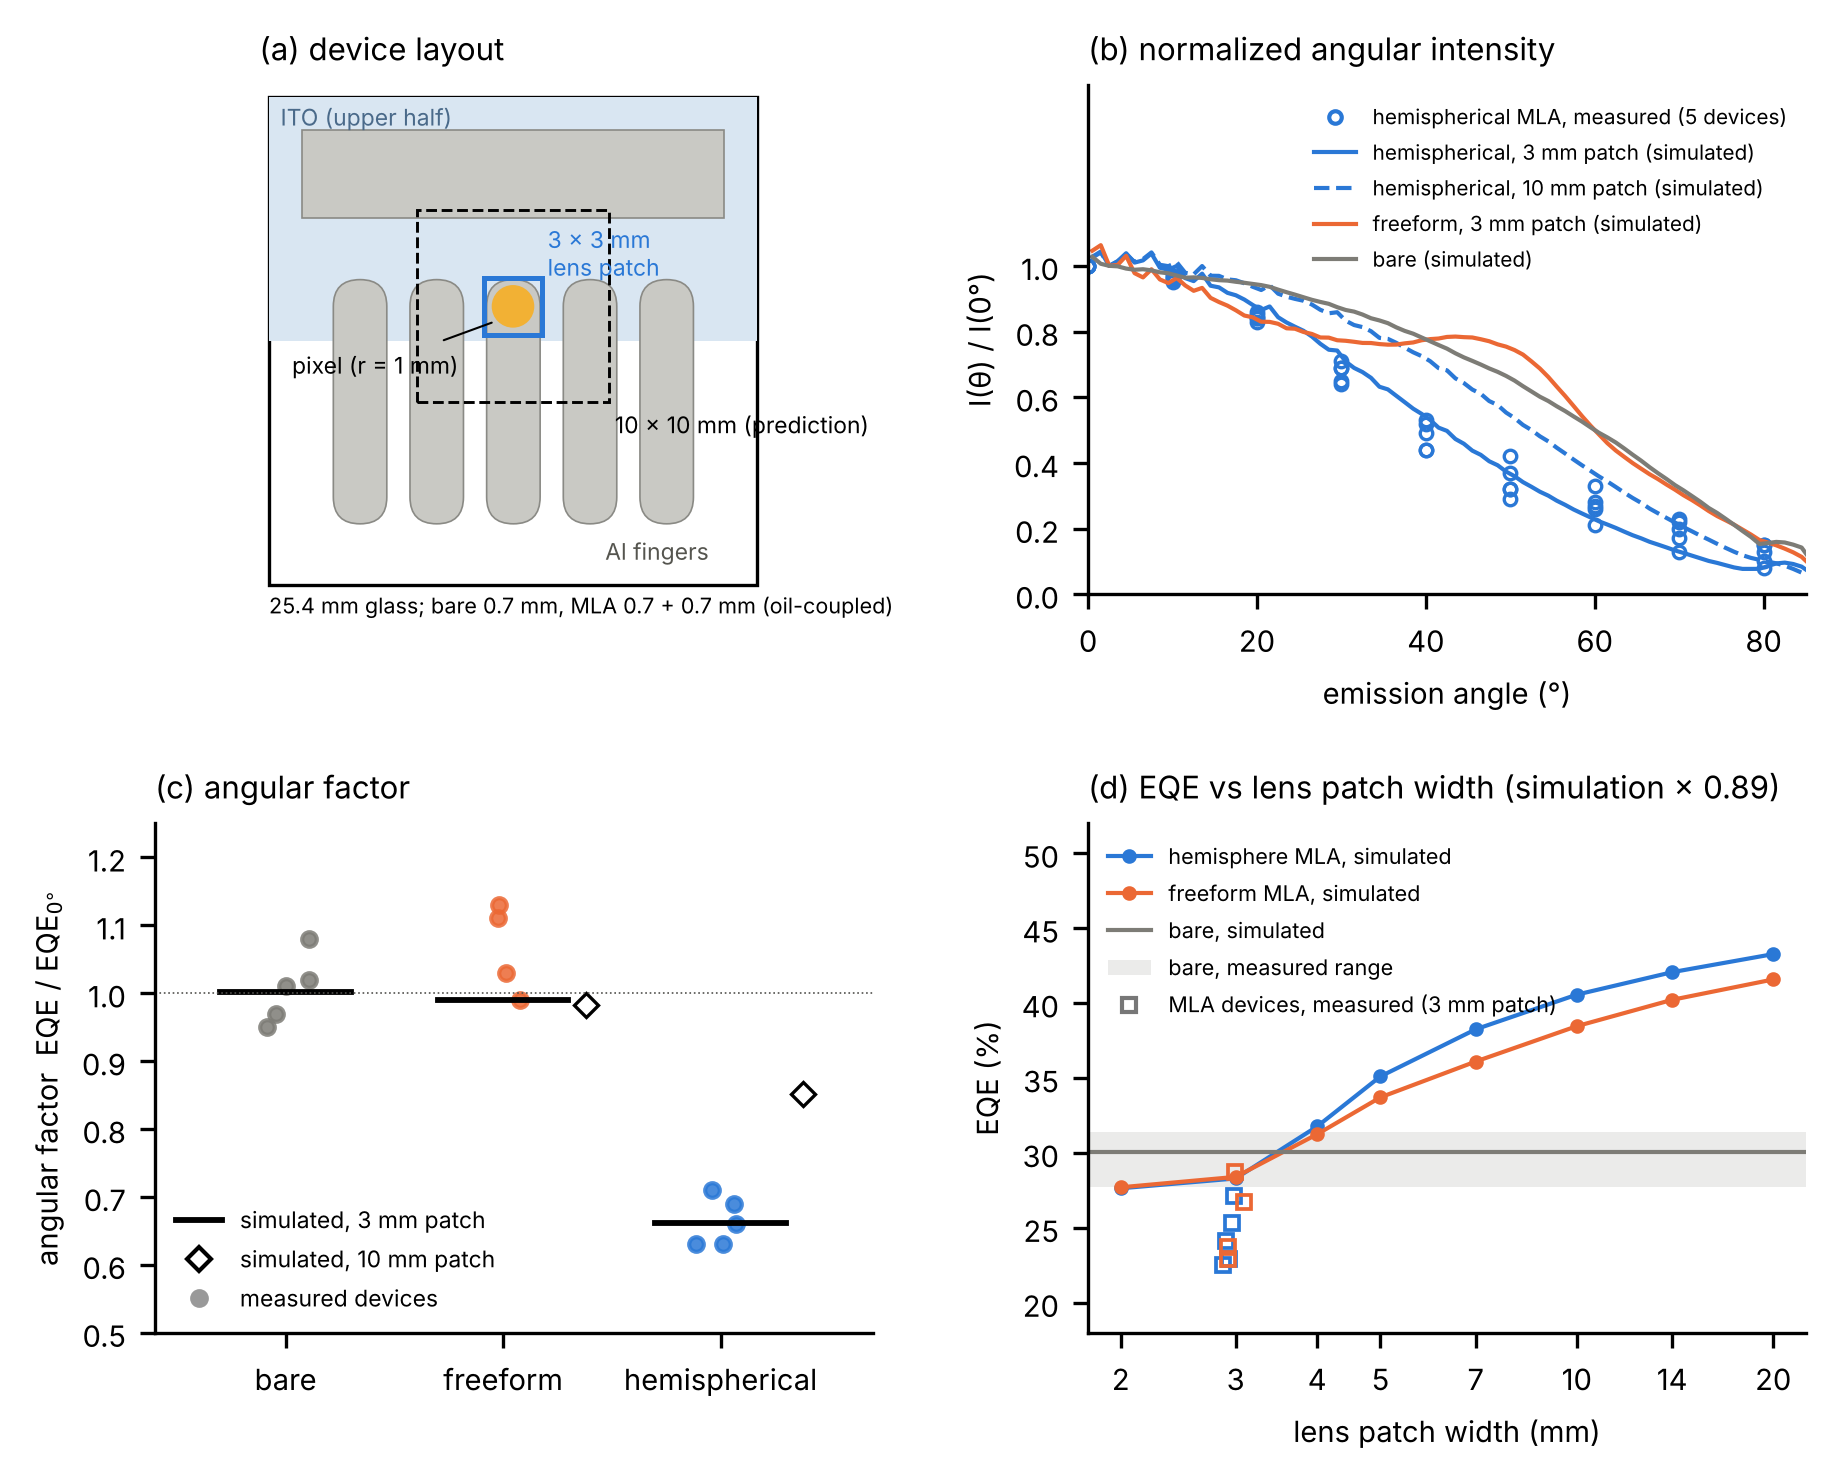 (a) device layout
ITO (upper half)
3 × 3 mm
lens patch
pixel (r = 1 mm)
10 × 10 mm (prediction)
Al fingers
25.4 mm glass; bare 0.7 mm, MLA 0.7 + 0.7 mm (oil-coupled)
(b) normalized angular intensity
hemispherical MLA, measured (5 devices)
hemispherical, 3 mm patch (simulated)
hemispherical, 10 mm patch (simulated)
freeform, 3 mm patch (simulated)
bare (simulated)
I(θ) / I(0°)
1.0
0.8
0.6
0.4
0.2
0.0
0 20 40 60 80
emission angle (°)
(c) angular factor
angular factor EQE / EQE0°
1.2
1.1
1.0
0.9
0.8
0.7
0.6
0.5
simulated, 3 mm patch
simulated, 10 mm patch
measured devices
bare freeform hemispherical
(d) EQE vs lens patch width (simulation × 0.89)
hemisphere MLA, simulated
freeform MLA, simulated
bare, simulated
bare, measured range
MLA devices, measured (3 mm patch)
EQE (%)
50
45
40
35
30
25
20
2 3 4 5 7 10 14 20
lens patch width (mm)